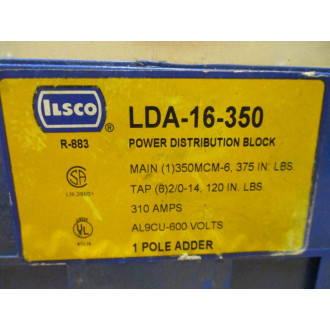 ILSCO ®
R-883
LDA-16-350
POWER DISTRIBUTION BLOCK
MAIN (1)350MCM-6, 375 IN. LBS.
TAP (6)2/0-14, 120 IN. LBS.
310 AMPS
AL9CU-600 VOLTS
1 POLE ADDER
UL